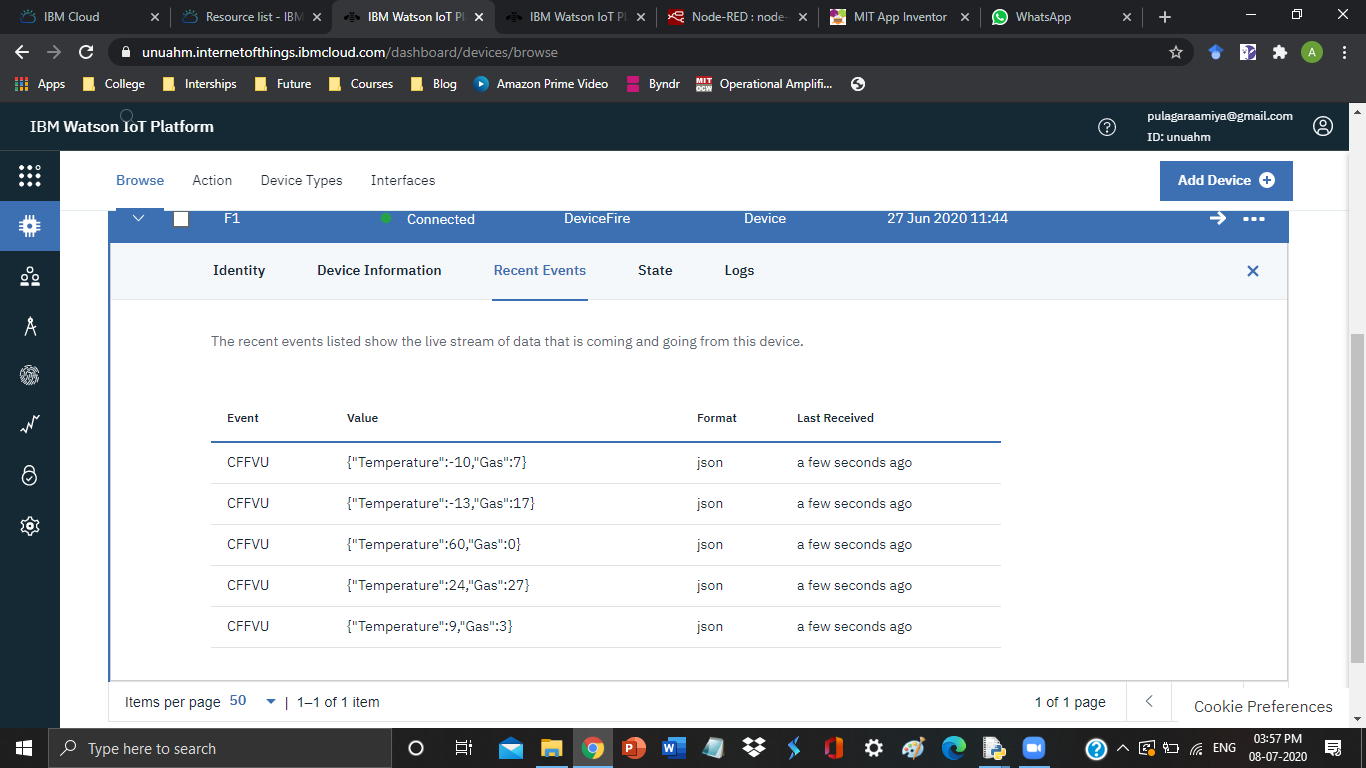 IBM Cloud
Resource list - IBM
IBM Watson IoT Pl
IBM Watson IoT Pl
Node-RED : node-
MIT App Inventor
WhatsApp
unuahm.internetofthings.ibmcloud.com/dashboard/devices/browse
A
Apps College Interships Future Courses Blog Amazon Prime Video Byndr MIT OCW Operational Amplifi...
IBM Watson IoT Platform
pulagaraamiya@gmail.com
ID: unuahm
Browse Action Device Types Interfaces
Add Device
F1 Connected DeviceFire Device 27 Jun 2020 11:44
Identity Device Information Recent Events State Logs
The recent events listed show the live stream of data that is coming and going from this device.
Event Value Format Last Received
CFFVU {"Temperature":-10,"Gas":7} json a few seconds ago
CFFVU {"Temperature":-13,"Gas":17} json a few seconds ago
CFFVU {"Temperature":60,"Gas":0} json a few seconds ago
CFFVU {"Temperature":24,"Gas":27} json a few seconds ago
CFFVU {"Temperature":9,"Gas":3} json a few seconds ago
Items per page 50 | 1–1 of 1 item
1 of 1 page
Cookie Preferences
Type here to search
ENG
03:57 PM
08-07-2020